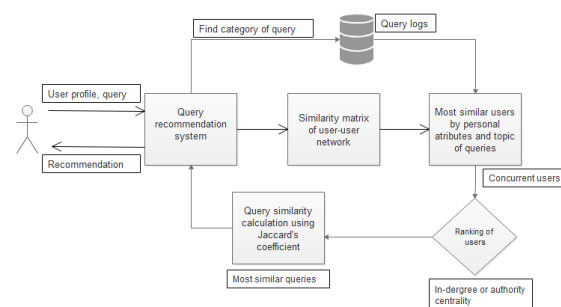 Find category of query
Query logs
User profile, query
Query
recommendation
system
Similarity matrix
of user-user
network
Most similar users
by personal
atributes and topic
of queries
Recommendation
Concurrent users
Query similarity
calculation using
Jaccard's
coefficient
Ranking of
users
Most similar queries
In-dergree or authority
centrality